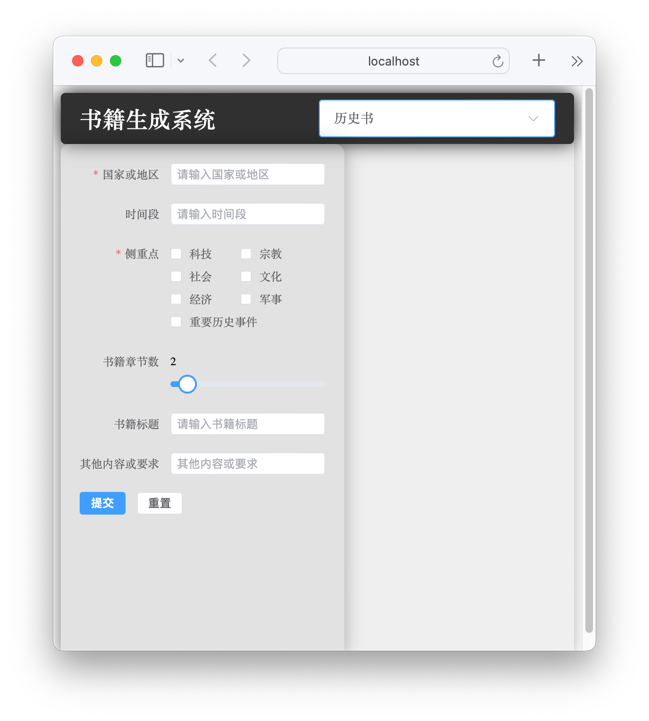 localhost
书籍生成系统 历史书
* 国家或地区 请输入国家或地区
时间段 请输入时间段
* 侧重点 科技 宗教
社会 文化
经济 军事
重要历史事件
书籍章节数 2
书籍标题 请输入书籍标题
其他内容或要求 其他内容或要求
提交 重置